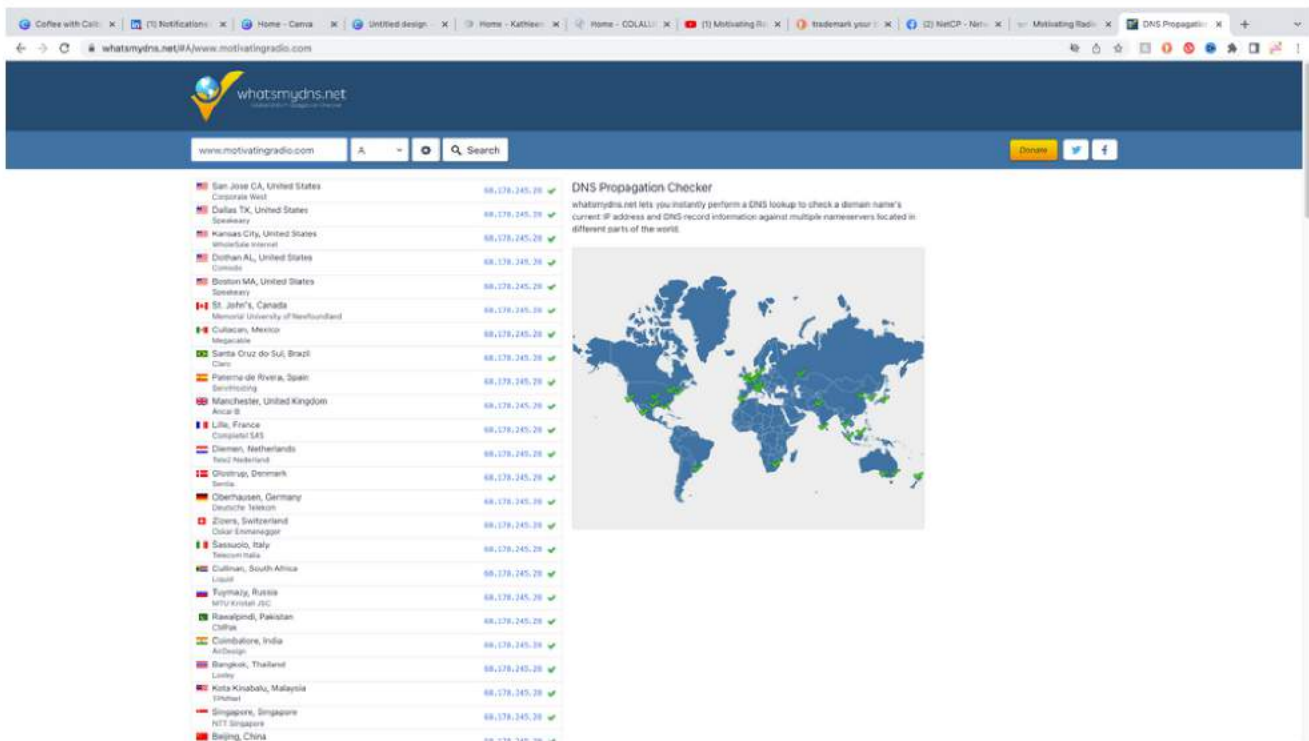 Coffee with Calli
(1) Notifications
Home - Canva
Untitled design
Home - Kathleen
Home - COLALLI
(1) Motivating Ra
trademark your
(2) NetCP - Netw
Motivating Radio
DNS Propagation
whatsmydns.net/#A/www.motivatingradio.com
whatsmydns.net
www.motivatingradio.com A Search Donate
San Jose CA, United States 68.178.245.20
Corporate West
Dallas TX, United States 68.178.245.20
Speakeasy
Kansas City, United States 68.178.245.20
WholeSale Internet
Dothan AL, United States 68.178.245.20
Comodo
Boston MA, United States 68.178.245.20
Speakeasy
St. John's, Canada 68.178.245.20
Memorial University of Newfoundland
Culiacan, Mexico 68.178.245.20
Megacable
Santa Cruz do Sul, Brazil 68.178.245.20
Claro
Paterna de Rivera, Spain 68.178.245.20
ServiHosting
Manchester, United Kingdom 68.178.245.20
Ancar B
Lille, France 68.178.245.20
Completel SAS
Diemen, Netherlands 68.178.245.20
Tele2 Nederland
Glostrup, Denmark 68.178.245.20
Sentia
Oberhausen, Germany 68.178.245.20
Deutsche Telekom
Zizers, Switzerland 68.178.245.20
Oskar Emmenegger
Sassuolo, Italy 68.178.245.20
Telecom Italia
Cullinan, South Africa 68.178.245.20
Liquid
Tuymazy, Russia 68.178.245.20
MTU Kristall JSC
Rawalpindi, Pakistan 68.178.245.20
CMPak
Coimbatore, India 68.178.245.20
AirDesign
Bangkok, Thailand 68.178.245.20
Loxley
Kota Kinabalu, Malaysia 68.178.245.20
TPMNet
Singapore, Singapore 68.178.245.20
NTT Singapore
Beijing, China 68.178.245.20
DNS Propagation Checker
whatsmydns.net lets you instantly perform a DNS lookup to check a domain name's
current IP address and DNS record information against multiple nameservers located in
different parts of the world.